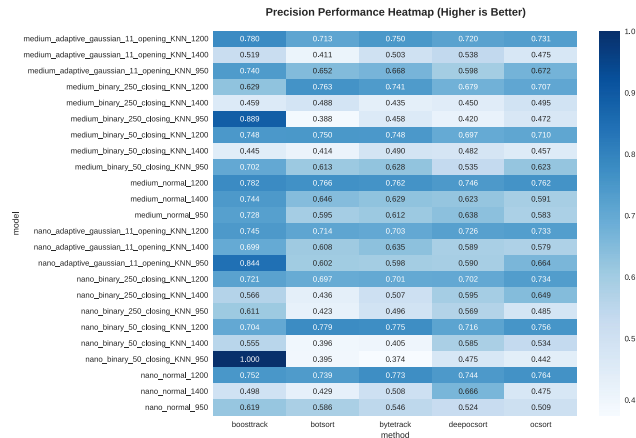 Precision Performance Heatmap (Higher is Better)
medium_adaptive_gaussian_11_opening_KNN_1200 0.780 0.713 0.750 0.720 0.731
medium_adaptive_gaussian_11_opening_KNN_1400 0.519 0.411 0.503 0.538 0.475
medium_adaptive_gaussian_11_opening_KNN_950 0.740 0.652 0.668 0.598 0.672
medium_binary_250_closing_KNN_1200 0.629 0.763 0.741 0.679 0.707
medium_binary_250_closing_KNN_1400 0.459 0.488 0.435 0.450 0.495
medium_binary_250_closing_KNN_950 0.889 0.388 0.458 0.420 0.472
medium_binary_50_closing_KNN_1200 0.748 0.750 0.748 0.697 0.710
medium_binary_50_closing_KNN_1400 0.445 0.414 0.490 0.482 0.457
medium_binary_50_closing_KNN_950 0.702 0.613 0.628 0.535 0.623
medium_normal_1200 0.782 0.766 0.762 0.746 0.762
medium_normal_1400 0.744 0.646 0.629 0.623 0.591
medium_normal_950 0.728 0.595 0.612 0.638 0.583
nano_adaptive_gaussian_11_opening_KNN_1200 0.745 0.714 0.703 0.726 0.733
nano_adaptive_gaussian_11_opening_KNN_1400 0.699 0.608 0.635 0.589 0.579
nano_adaptive_gaussian_11_opening_KNN_950 0.844 0.602 0.598 0.590 0.664
nano_binary_250_closing_KNN_1200 0.721 0.697 0.701 0.702 0.734
nano_binary_250_closing_KNN_1400 0.566 0.436 0.507 0.595 0.649
nano_binary_250_closing_KNN_950 0.611 0.423 0.496 0.569 0.485
nano_binary_50_closing_KNN_1200 0.704 0.779 0.775 0.716 0.756
nano_binary_50_closing_KNN_1400 0.555 0.396 0.405 0.585 0.534
nano_binary_50_closing_KNN_950 1.000 0.395 0.374 0.475 0.442
nano_normal_1200 0.752 0.739 0.773 0.744 0.764
nano_normal_1400 0.498 0.429 0.508 0.666 0.475
nano_normal_950 0.619 0.586 0.546 0.524 0.509
boosttrack botsort bytetrack deepocsort ocsort
method
model
1.0
0.9
0.8
0.7
0.6
0.5
0.4